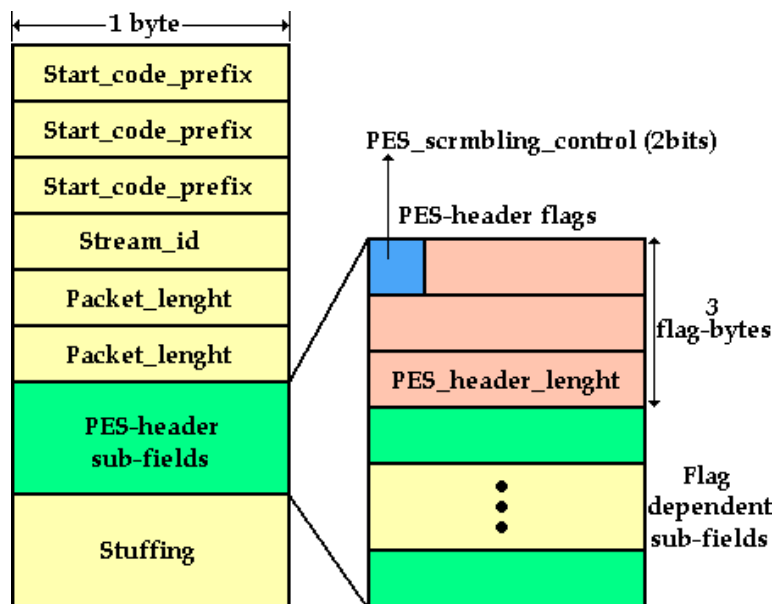 1 byte
Start_code_prefix
Start_code_prefix
Start_code_prefix
Stream_id
Packet_lenght
Packet_lenght
PES-header
sub-fields
Stuffing
PES_scrmbling_control (2bits)
PES-header flags
3
flag-bytes
PES_header_lenght
Flag
dependent
sub-fields